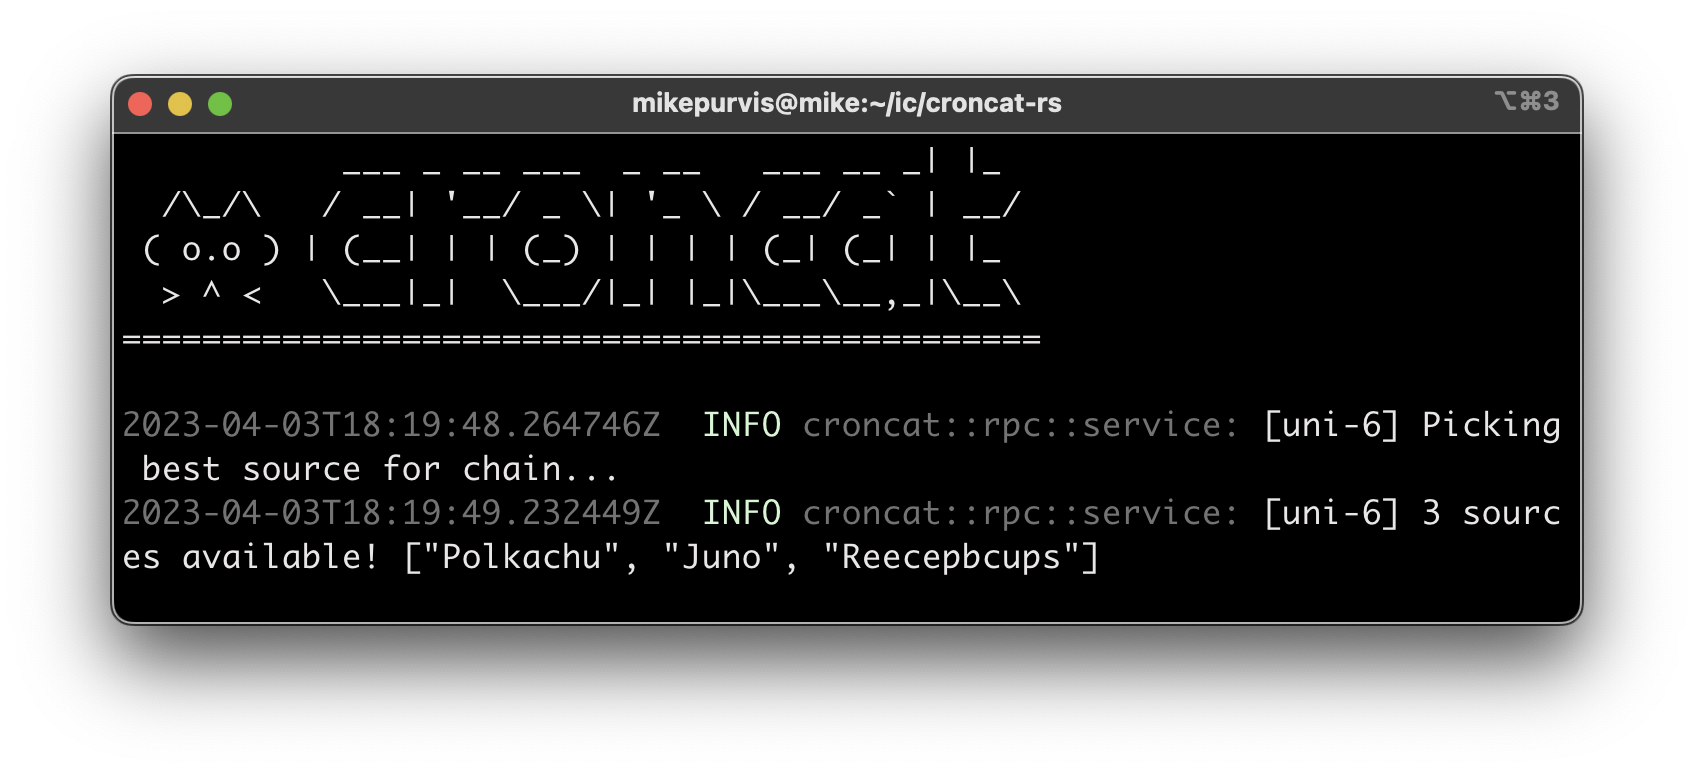 mikepurvis@mike:~/ic/croncat-rs ⌥⌘3
           ___ _ __ ___  _ __   ___ __ _| |_
  /\_/\   / __| '__/ _ \| '_ \ / __/ _` | __/
 ( o.o ) | (__| | | (_) | | | | (_| (_| | |_
  > ^ <   \___|_|  \___/|_| |_|\___\__,_|\__\
==============================================
2023-04-03T18:19:48.264746Z  INFO croncat::rpc::service: [uni-6] Picking
 best source for chain...
2023-04-03T18:19:49.232449Z  INFO croncat::rpc::service: [uni-6] 3 sourc
es available! ["Polkachu", "Juno", "Reecepbcups"]